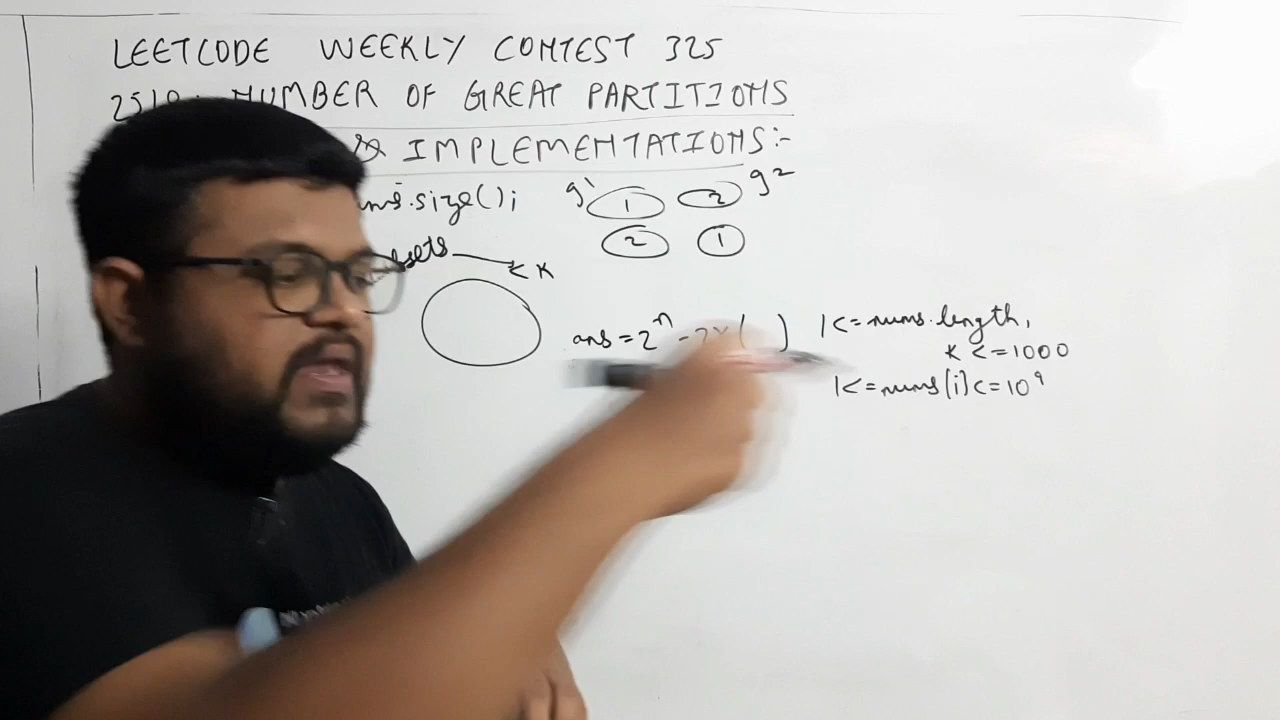 LEETCODE WEEKLY CONTEST 325
NUMBER OF GREAT PARTITIONS
& IMPLEMENTATIONS:-
.size();
g1 1 2 g2
2 1
< K
ans = 2^n - 2x ( )
1<=nums.length,
K <=1000
1<=nums[i]<=10^9